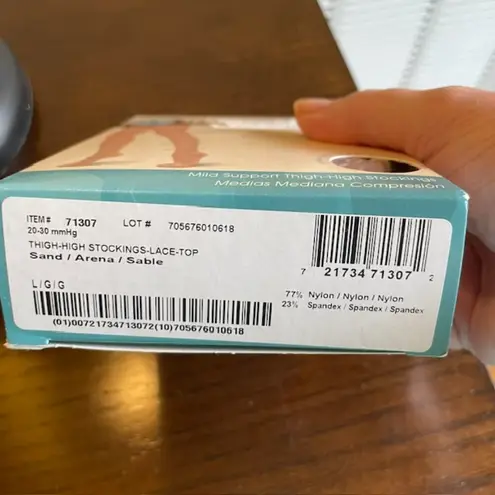 Mild Support Thigh-High Stockings
Medias Mediana Compresión
ITEM# 71307 LOT # 705676010618
20-30 mmHg
THIGH-HIGH STOCKINGS-LACE-TOP
Sand / Arena / Sable
7 21734 71307 2
L/G/G
77% Nylon / Nylon / Nylon
23% Spandex / Spandex / Spandex
(01)00721734713072(10)705676010618